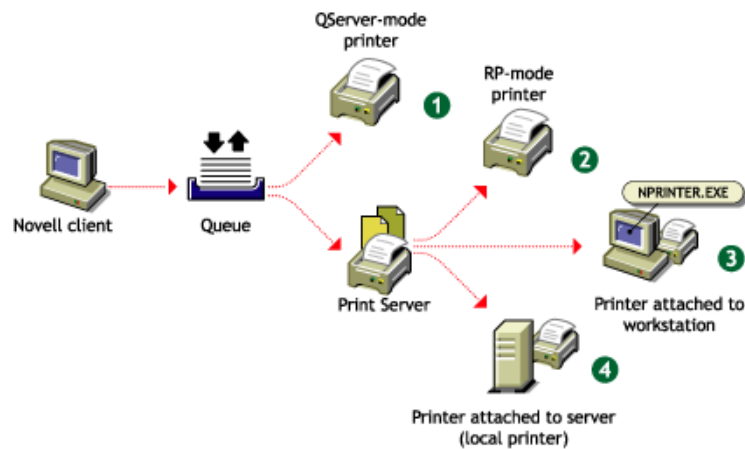 QServer-mode
printer
1
RP-mode
printer
2
NPRINTER.EXE
Novell client
Queue
Print Server
3
Printer attached to
workstation
4
Printer attached to server
(local printer)